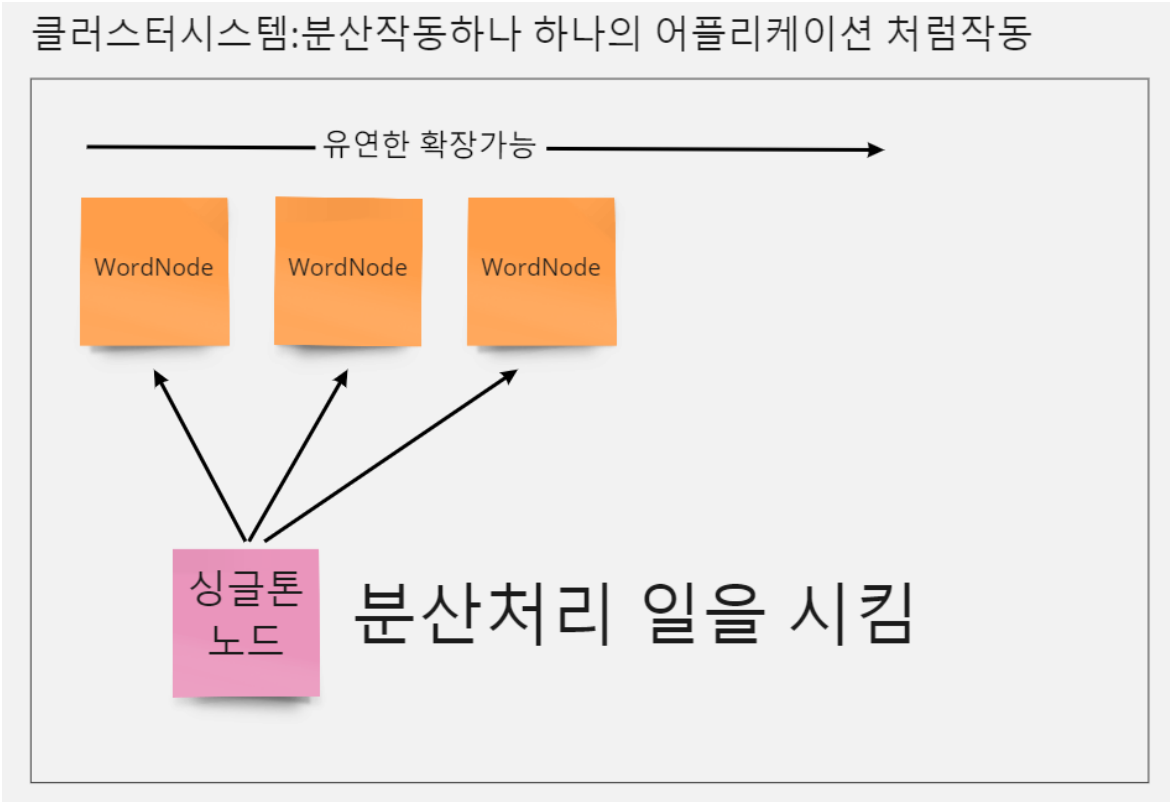 클러스터시스템:분산작동하나 하나의 어플리케이션 처럼작동
유연한 확장가능
WordNode
WordNode
WordNode
싱글톤
노드
분산처리 일을 시킴